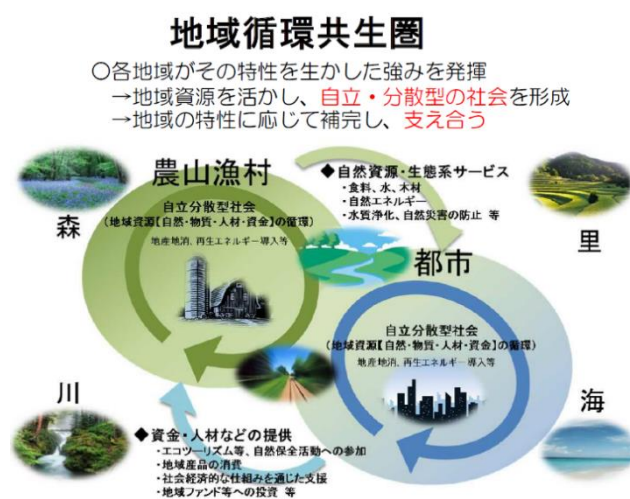 地域循環共生圏
〇各地域がその特性を生かした強みを発揮
→地域資源を活かし、自立・分散型の社会を形成
→地域の特性に応じて補完し、支え合う
農山漁村
森
自立分散型社会
(地域資源【自然・物質・人材・資金】の循環)
地産地消、再生エネルギー導入等
◆自然資源・生態系サービス
・食料、水、木材
・自然エネルギー
・水質浄化、自然災害の防止 等
里
都市
自立分散型社会
(地域資源【自然・物質・人材・資金】の循環)
地産地消、再生エネルギー導入等
川
◆資金・人材などの提供
・エコツーリズム等、自然保全活動への参加
・地域産品の消費
・社会経済的な仕組みを通じた支援
・地域ファンド等への投資 等
海